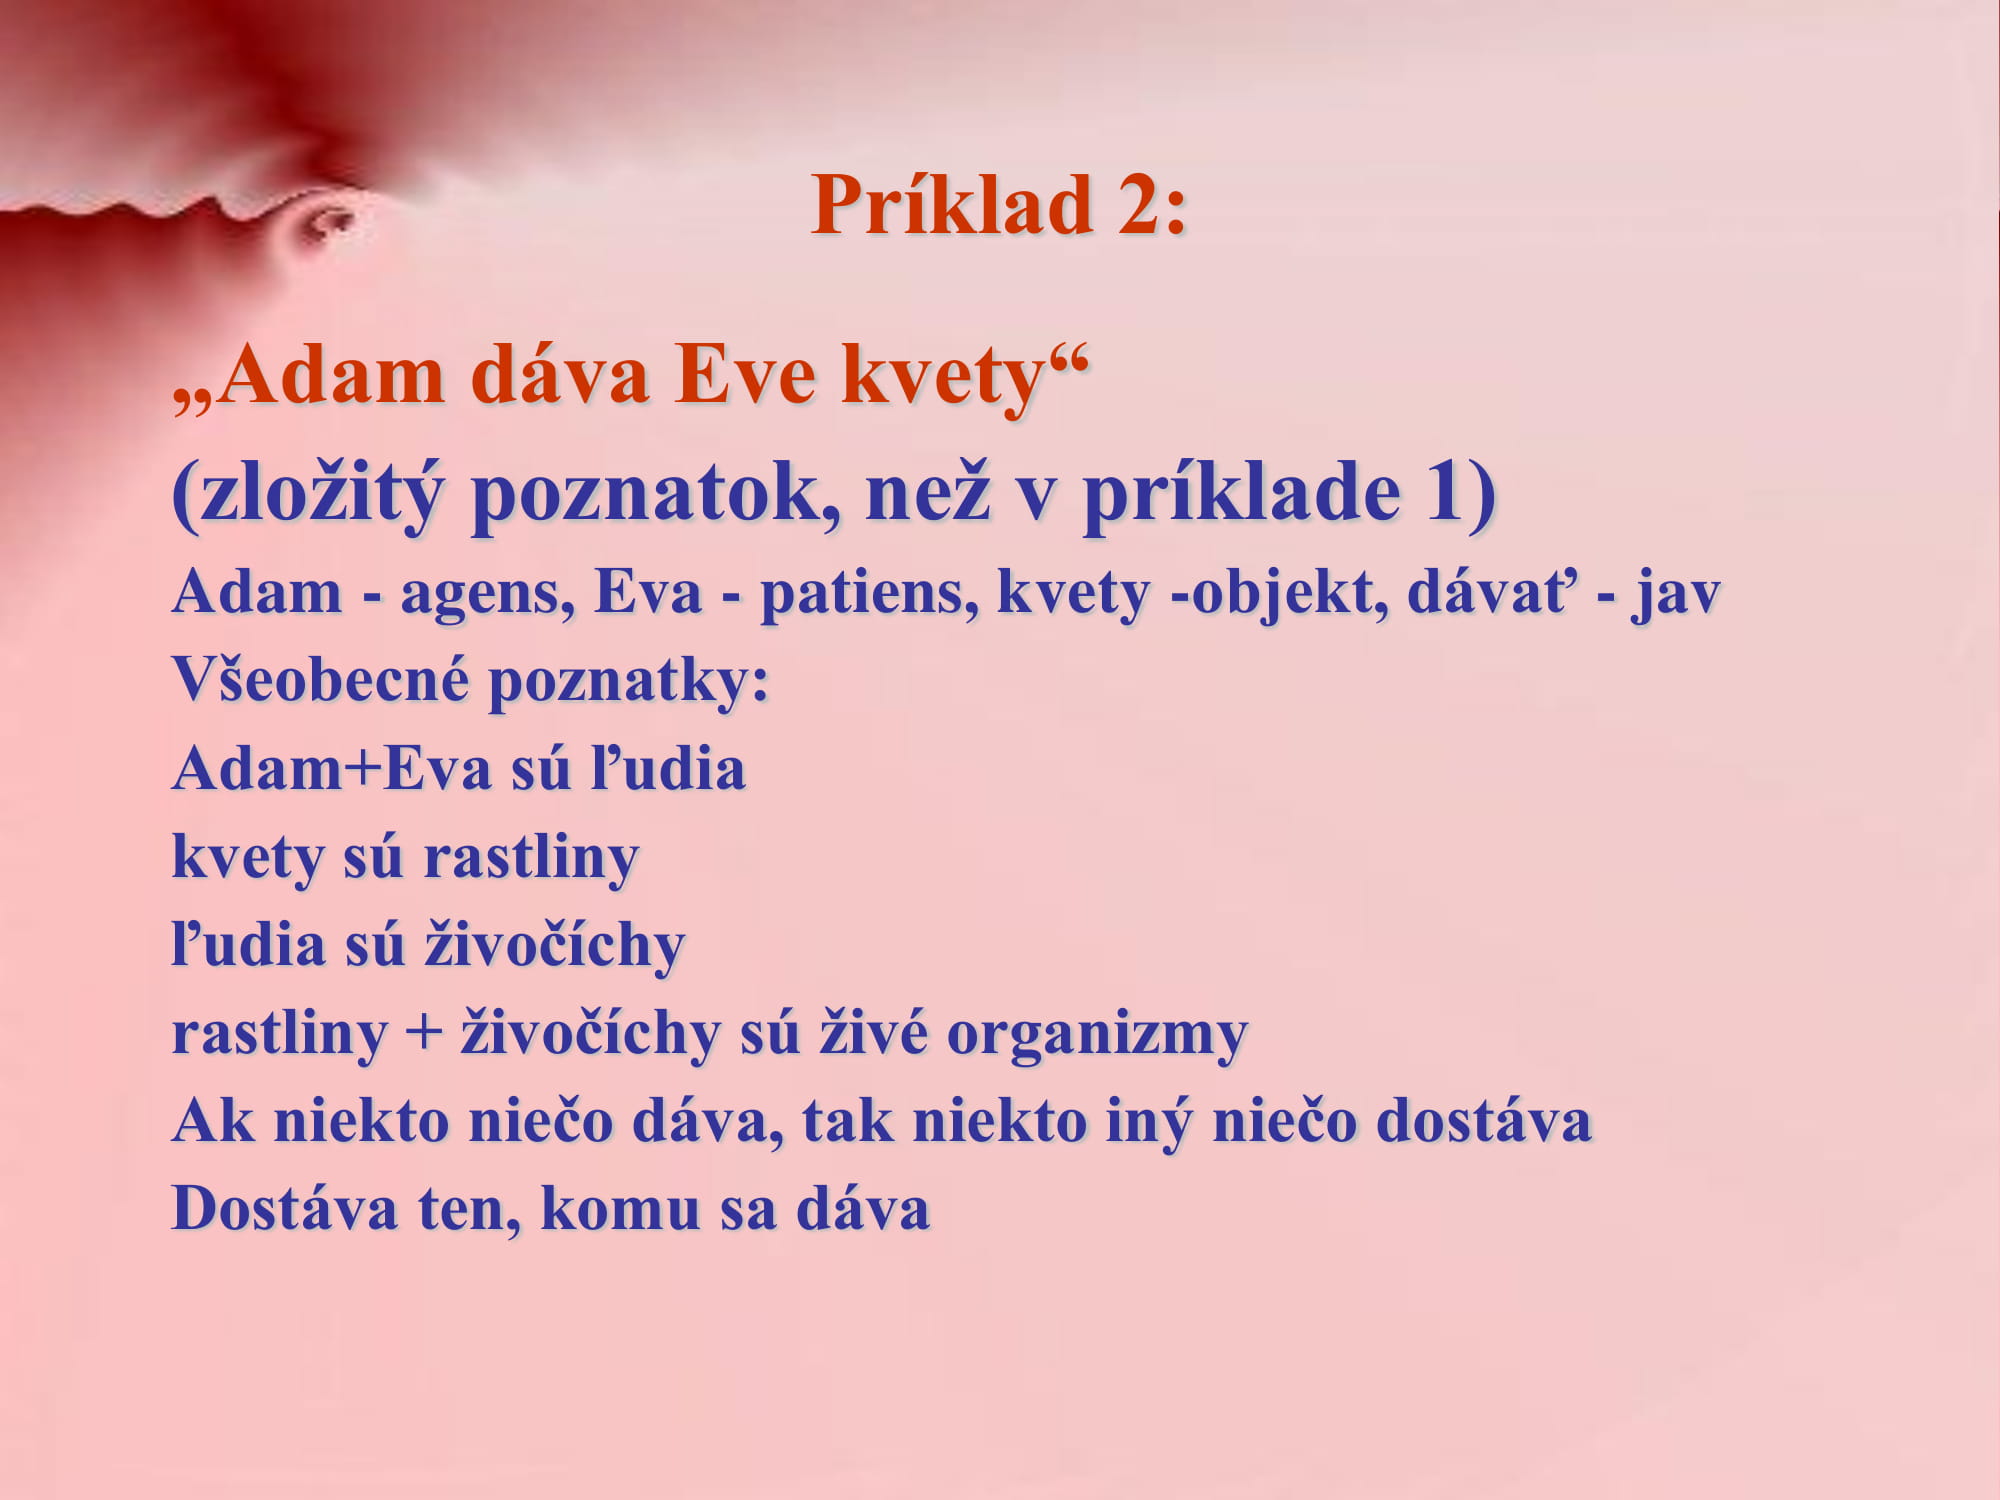 Príklad 2:
„Adam dáva Eve kvety“
(zložitý poznatok, než v príklade 1)
Adam - agens, Eva - patiens, kvety -objekt, dávať - jav
Všeobecné poznatky:
Adam+Eva sú ľudia
kvety sú rastliny
ľudia sú živočíchy
rastliny + živočíchy sú živé organizmy
Ak niekto niečo dáva, tak niekto iný niečo dostáva
Dostáva ten, komu sa dáva